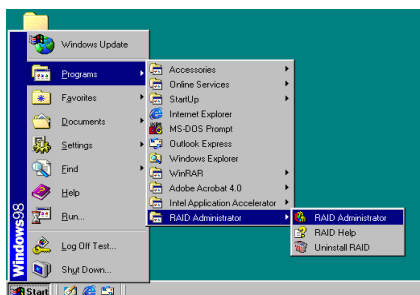 Windows Update
Programs
Favorites
Documents
Settings
Find
Help
Run...
Log Off Test...
Shut Down...
Windows98
Start
Accessories
Online Services
StartUp
Internet Explorer
MS-DOS Prompt
Outlook Express
Windows Explorer
WinRAR
Adobe Acrobat 4.0
Intel Application Accelerator
RAID Administrator
RAID Administrator
RAID Help
Uninstall RAID